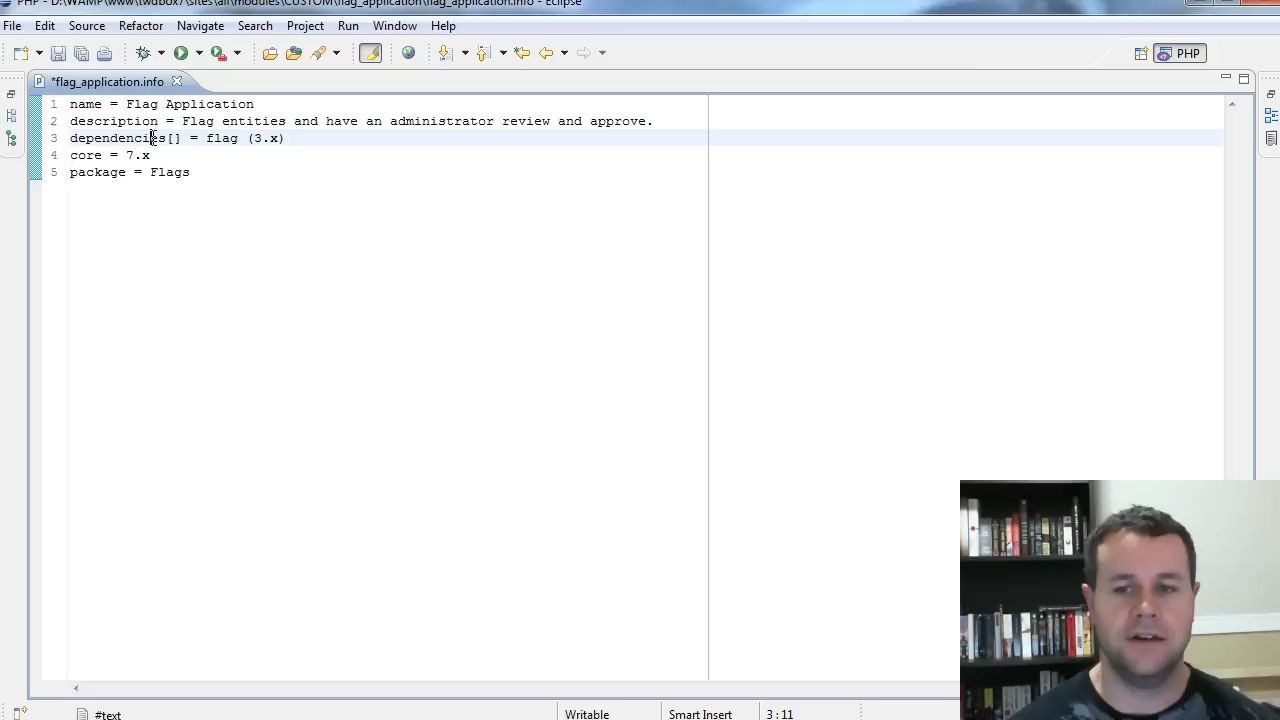 PHP - D:\WAMP\www\twdbox7\sites\all\modules\CUSTOM\flag_application\flag_application.info - Eclipse
File Edit Source Refactor Navigate Search Project Run Window Help
PHP
*flag_application.info
1 name = Flag Application
2 description = Flag entities and have an administrator review and approve.
3 dependencies[] = flag (3.x)
4 core = 7.x
5 package = Flags
#text Writable Smart Insert 3:11